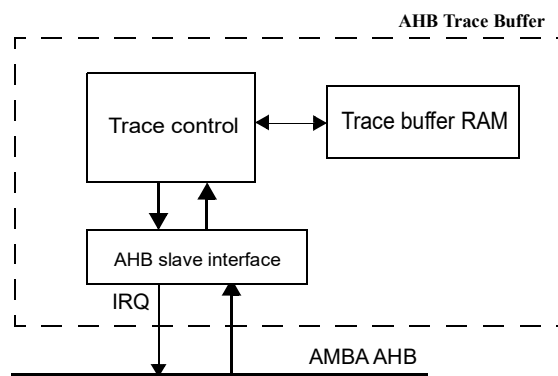 AHB Trace Buffer
Trace control
Trace buffer RAM
AHB slave interface
IRQ
AMBA AHB